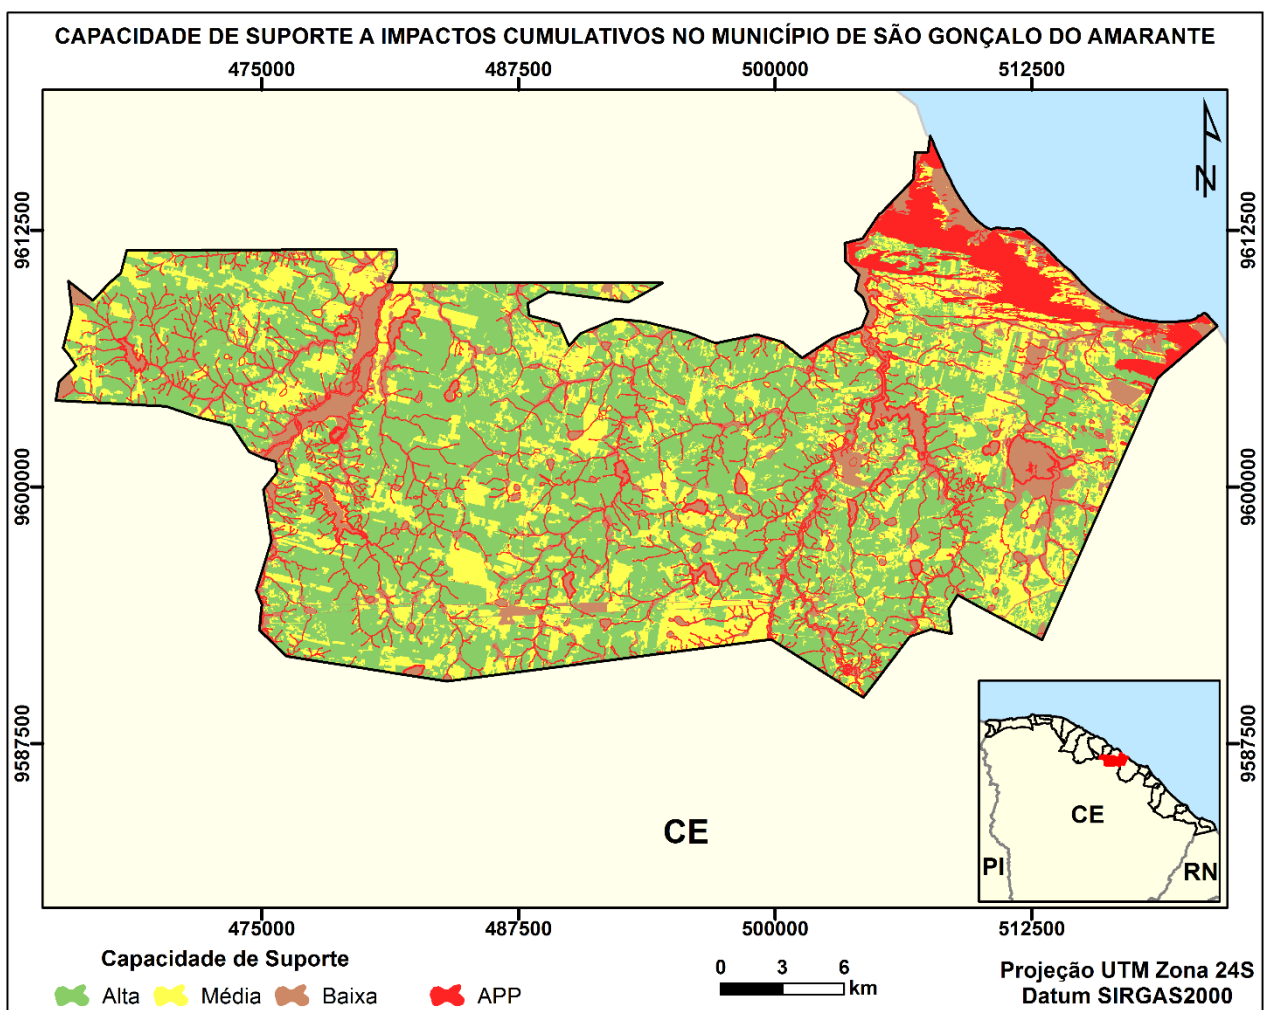 CAPACIDADE DE SUPORTE A IMPACTOS CUMULATIVOS NO MUNICÍPIO DE SÃO GONÇALO DO AMARANTE
475000 487500 500000 512500
N
9612500 9612500
9600000 9600000
9587500 9587500
CE
CE
PI
RN
475000 487500 500000 512500
Capacidade de Suporte
Alta Média Baixa APP
0 3 6
km
Projeção UTM Zona 24S
Datum SIRGAS2000